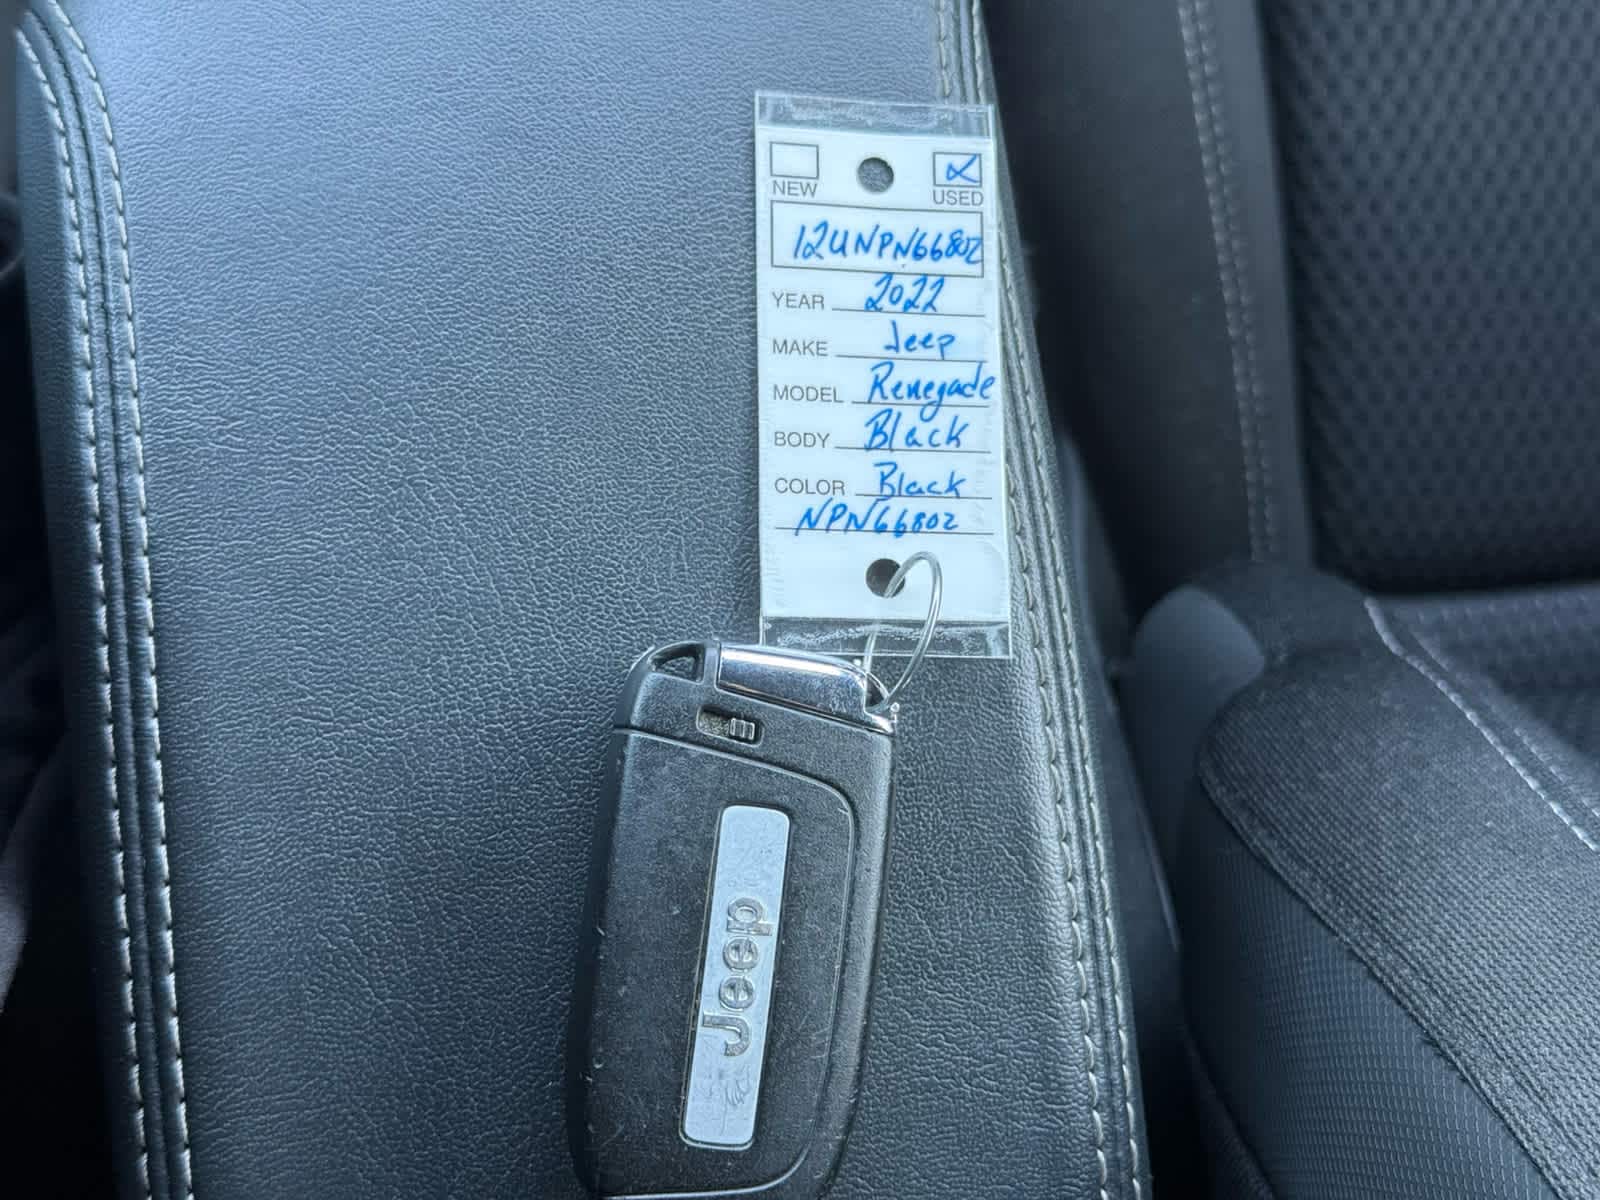 NEW USED
12UNPN66802
YEAR 2022
MAKE Jeep
MODEL Renegade
BODY Black
COLOR Black
NPN66802
Jeep